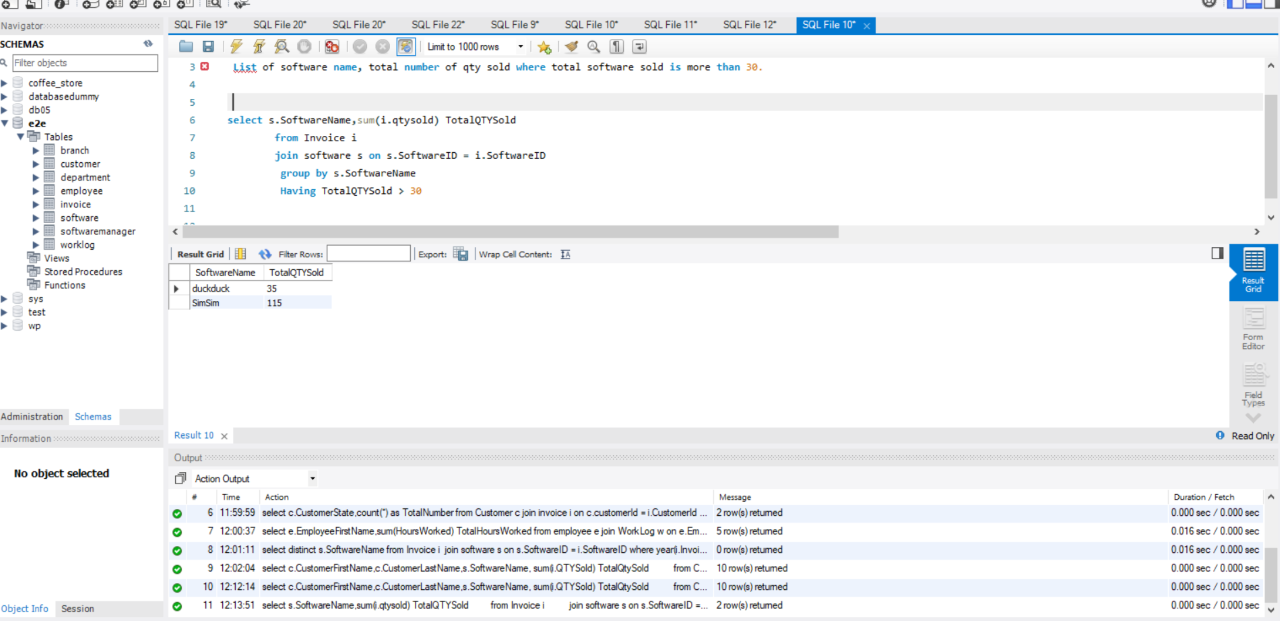 SQL File 19* SQL File 20* SQL File 20* SQL File 22* SQL File 9* SQL File 10* SQL File 11* SQL File 12* SQL File 10*
Navigator
SCHEMAS
Filter objects
coffee_store
databasedummy
db05
e2e
Tables
branch
customer
department
employee
invoice
software
softwaremanager
worklog
Views
Stored Procedures
Functions
sys
test
wp
Administration Schemas
Information
No object selected
Object Info Session
Limit to 1000 rows
3 List of software name, total number of qty sold where total software sold is more than 30.
4
5
6 select s.SoftwareName,sum(i.qtysold) TotalQTYSold
7 from Invoice i
8 join software s on s.SoftwareID = i.SoftwareID
9 group by s.SoftwareName
10 Having TotalQTYSold > 30
11
Result Grid Filter Rows: Export: Wrap Cell Content:
SoftwareName TotalQTYSold
duckduck 35
SimSim 115
Result Grid
Form Editor
Field Types
Result 10 Read Only
Output
Action Output
# Time Action Message Duration / Fetch
6 11:59:59 select c.CustomerState,count(*) as TotalNumber from Customer c join invoice i on c.customerId = i.CustomerId ... 2 row(s) returned 0.000 sec / 0.000 sec
7 12:00:37 select e.EmployeeFirstName,sum(HoursWorked) TotalHoursWorked from employee e join WorkLog w on e.Em... 5 row(s) returned 0.016 sec / 0.000 sec
8 12:01:11 select distinct s.SoftwareName from Invoice i join software s on s.SoftwareID = i.SoftwareID where year(i.Invoi... 0 row(s) returned 0.016 sec / 0.000 sec
9 12:02:04 select c.CustomerFirstName,c.CustomerLastName,s.SoftwareName, sum(i.QTYSold) TotalQtySold from C... 10 row(s) returned 0.000 sec / 0.000 sec
10 12:12:14 select c.CustomerFirstName,c.CustomerLastName,s.SoftwareName, sum(i.QTYSold) TotalQtySold from C... 10 row(s) returned 0.000 sec / 0.000 sec
11 12:13:51 select s.SoftwareName,sum(i.qtysold) TotalQTYSold from Invoice i join software s on s.SoftwareID =... 2 row(s) returned 0.000 sec / 0.000 sec